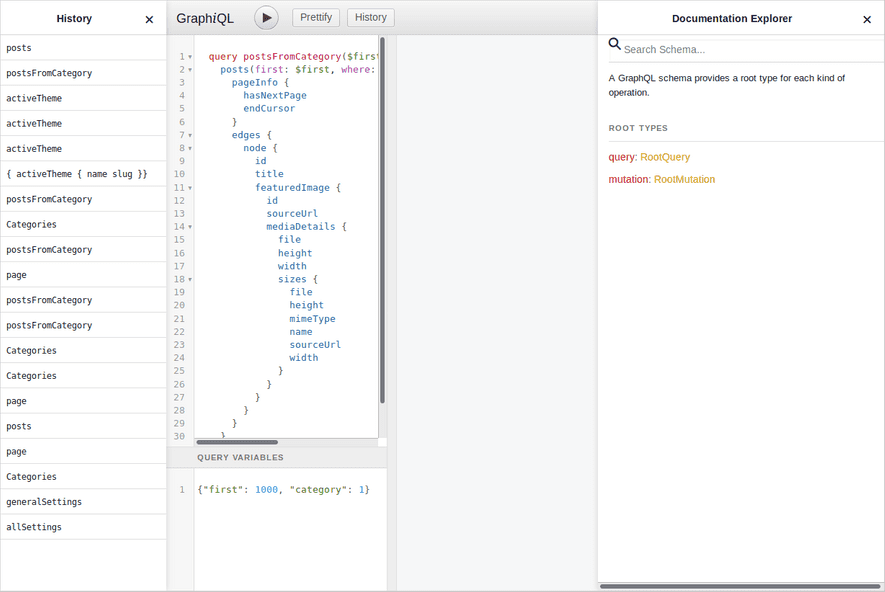 History ×
posts
postsFromCategory
activeTheme
activeTheme
activeTheme
{ activeTheme { name slug }}
postsFromCategory
Categories
postsFromCategory
page
postsFromCategory
postsFromCategory
Categories
Categories
page
posts
page
Categories
generalSettings
allSettings
GraphiQL Prettify History
1 query postsFromCategory($first
2 posts(first: $first, where:
3 pageInfo {
4 hasNextPage
5 endCursor
6 }
7 edges {
8 node {
9 id
10 title
11 featuredImage {
12 id
13 sourceUrl
14 mediaDetails {
15 file
16 height
17 width
18 sizes {
19 file
20 height
21 mimeType
22 name
23 sourceUrl
24 width
25 }
26 }
27 }
28 }
29 }
30 }
QUERY VARIABLES
1 {"first": 1000, "category": 1}
Documentation Explorer ×
Search Schema...
A GraphQL schema provides a root type for each kind of
operation.
ROOT TYPES
query: RootQuery
mutation: RootMutation